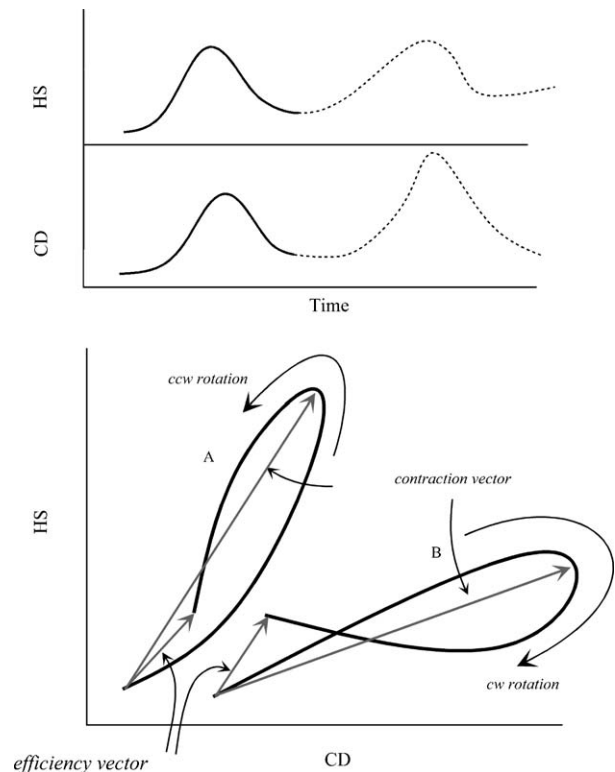 HS
CD
Time
ccw rotation
A
contraction vector
HS
B
cw rotation
efficiency vector
CD